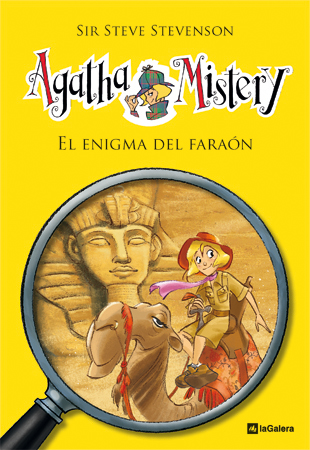 SIR STEVE STEVENSON
Agatha Mistery
EL ENIGMA DEL FARAÓN
laGalera